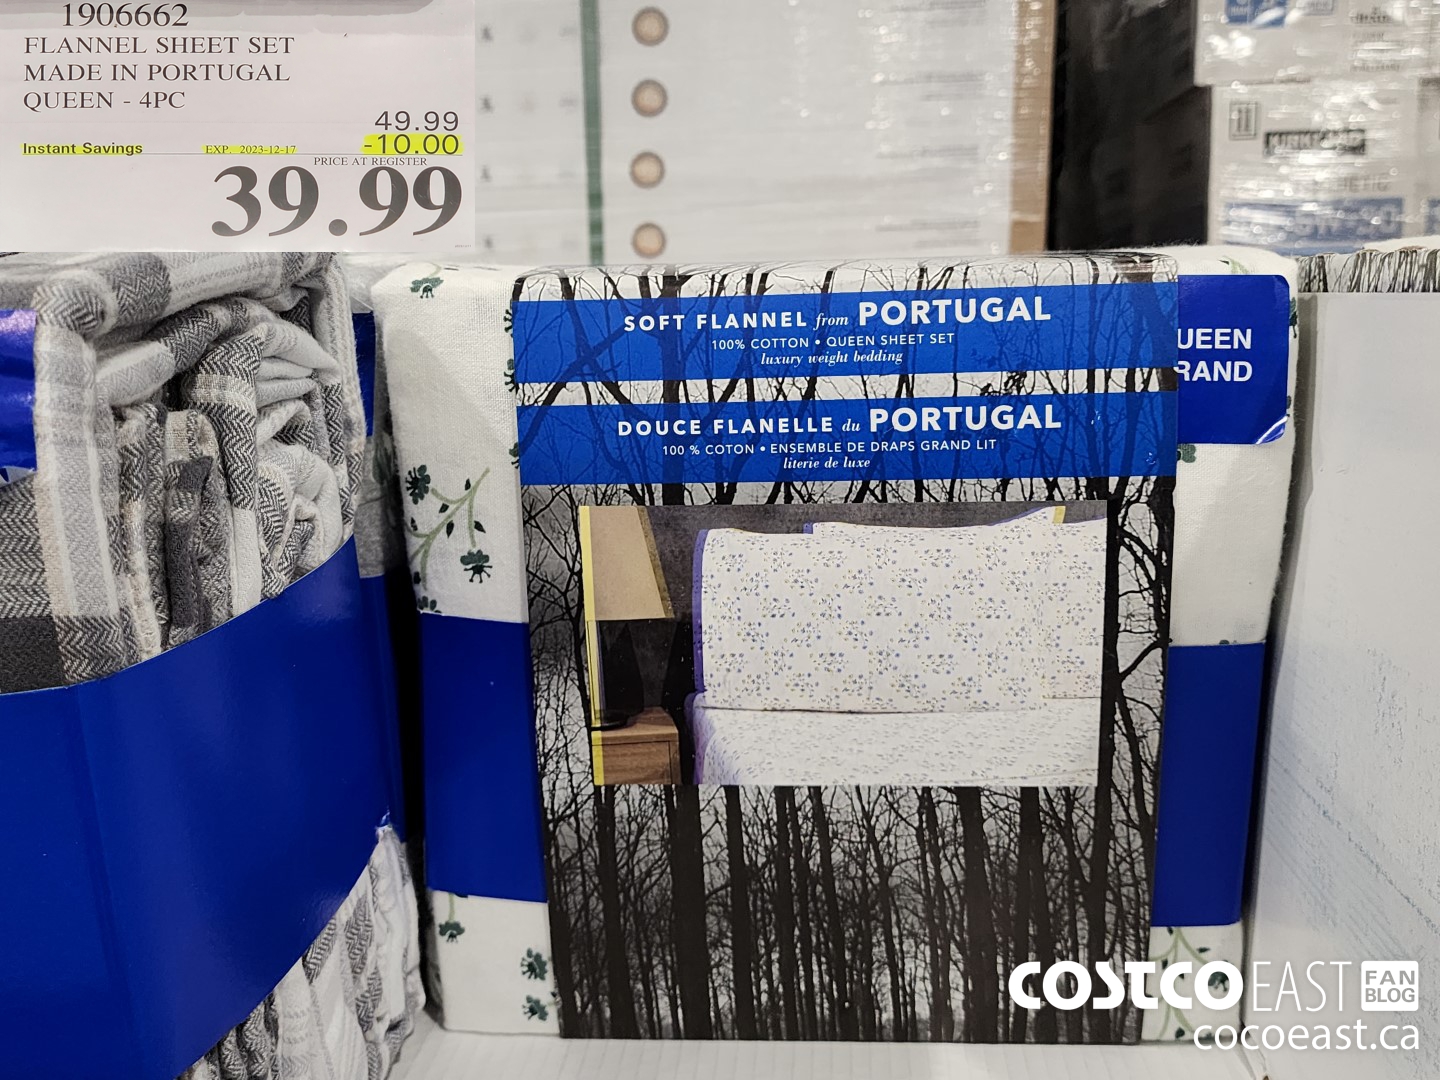 1906662
FLANNEL SHEET SET
MADE IN PORTUGAL
QUEEN - 4PC
49.99
Instant Savings EXP. 2023-12-17 -10.00
PRICE AT REGISTER
39.99
SOFT FLANNEL from PORTUGAL
100% COTTON • QUEEN SHEET SET
luxury weight bedding
DOUCE FLANELLE du PORTUGAL
100 % COTON • ENSEMBLE DE DRAPS GRAND LIT
literie de luxe
UEEN
RAND
COSTCO EAST FAN BLOG
cocoeast.ca